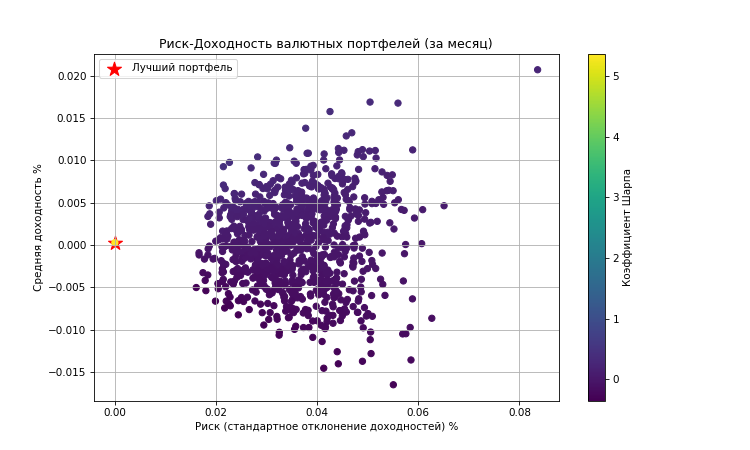 Риск-Доходность валютных портфелей (за месяц)
Лучший портфель
Средняя доходность %
0.020
0.015
0.010
0.005
0.000
−0.005
−0.010
−0.015
0.00 0.02 0.04 0.06 0.08
Риск (стандартное отклонение доходностей) %
5
4
3
2
1
0
Коэффициент Шарпа